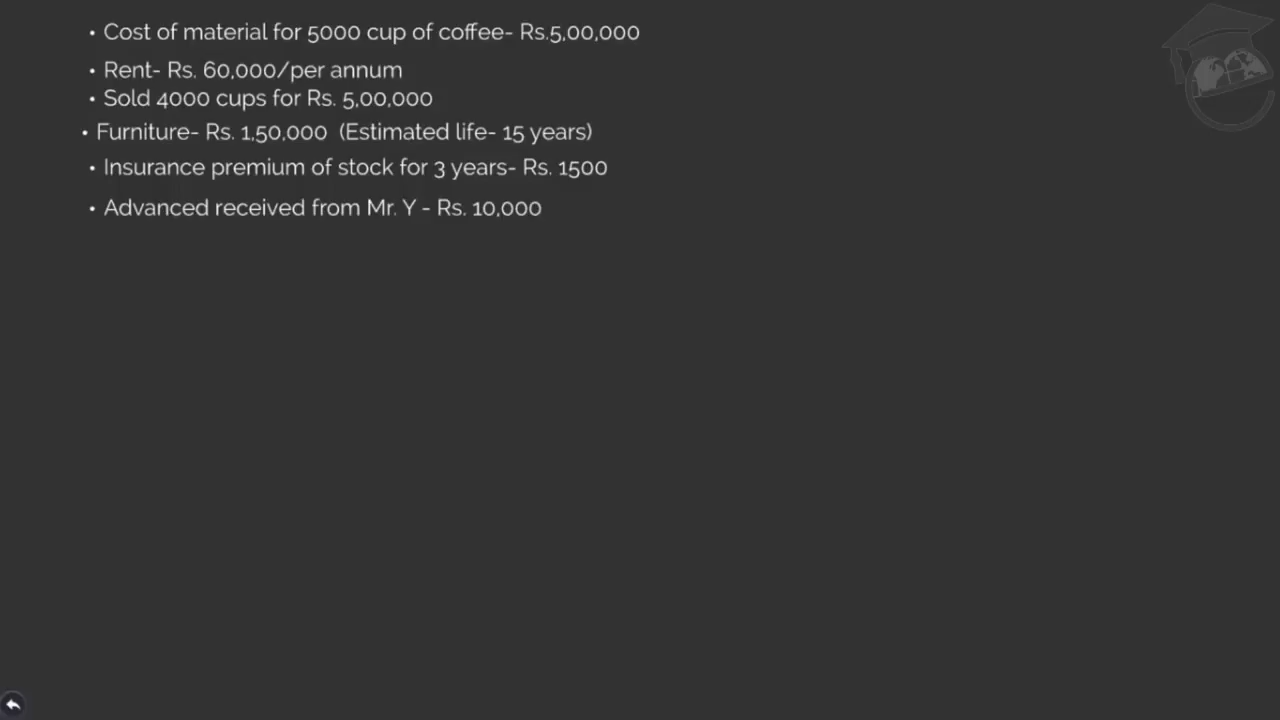 • Cost of material for 5000 cup of coffee- Rs.5,00,000
• Rent- Rs. 60,000/per annum
• Sold 4000 cups for Rs. 5,00,000
• Furniture- Rs. 1,50,000 (Estimated life- 15 years)
• Insurance premium of stock for 3 years- Rs. 1500
• Advanced received from Mr. Y - Rs. 10,000